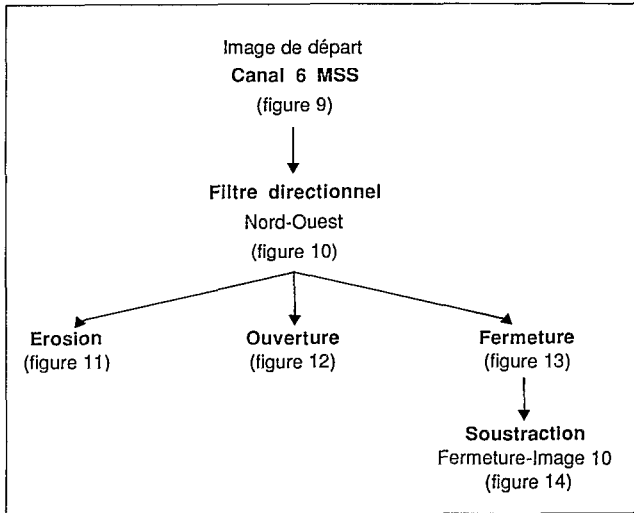 Image de départ
Canal 6 MSS
(figure 9)
Filtre directionnel
Nord-Ouest
(figure 10)
Erosion
(figure 11)
Ouverture
(figure 12)
Fermeture
(figure 13)
Soustraction
Fermeture-Image 10
(figure 14)